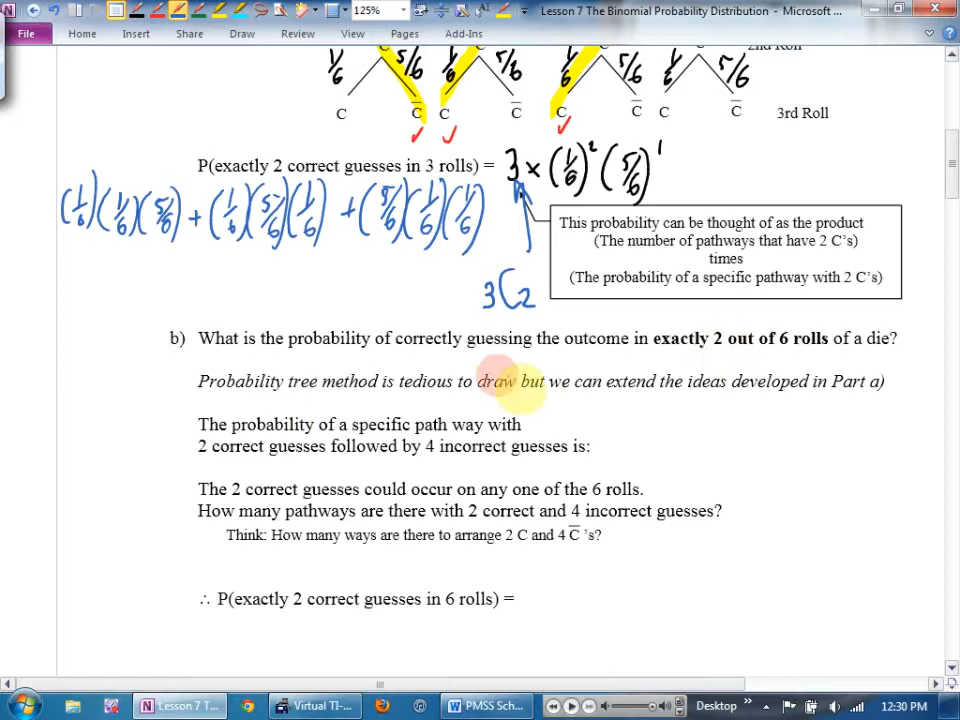 125%
Lesson 7 The Binomial Probability Distribution - Microsoft ...
File Home Insert Share Draw Review Pages Add-Ins
1/6 5/6 1/6 5/6 1/6 5/6 1/6 5/6
C C̅ C C̅ C C̅ C C̅ 3rd Roll
P(exactly 2 correct guesses in 3 rolls) = 3 × (1/6)² (5/6)¹
(1/6)(1/6)(5/6) + (1/6)(5/6)(1/6) + (5/6)(1/6)(1/6)
This probability can be thought of as the product
(The number of pathways that have 2 C's)
times
(The probability of a specific pathway with 2 C's)
3C2
b) What is the probability of correctly guessing the outcome in exactly 2 out of 6 rolls of a die?
Probability tree method is tedious to draw but we can extend the ideas developed in Part a)
The probability of a specific path way with
2 correct guesses followed by 4 incorrect guesses is:
The 2 correct guesses could occur on any one of the 6 rolls.
How many pathways are there with 2 correct and 4 incorrect guesses?
Think: How many ways are there to arrange 2 C and 4 C̅ 's?
∴ P(exactly 2 correct guesses in 6 rolls) =
Lesson 7 T... Virtual TI-... PMSS Sch... Desktop 12:30 PM